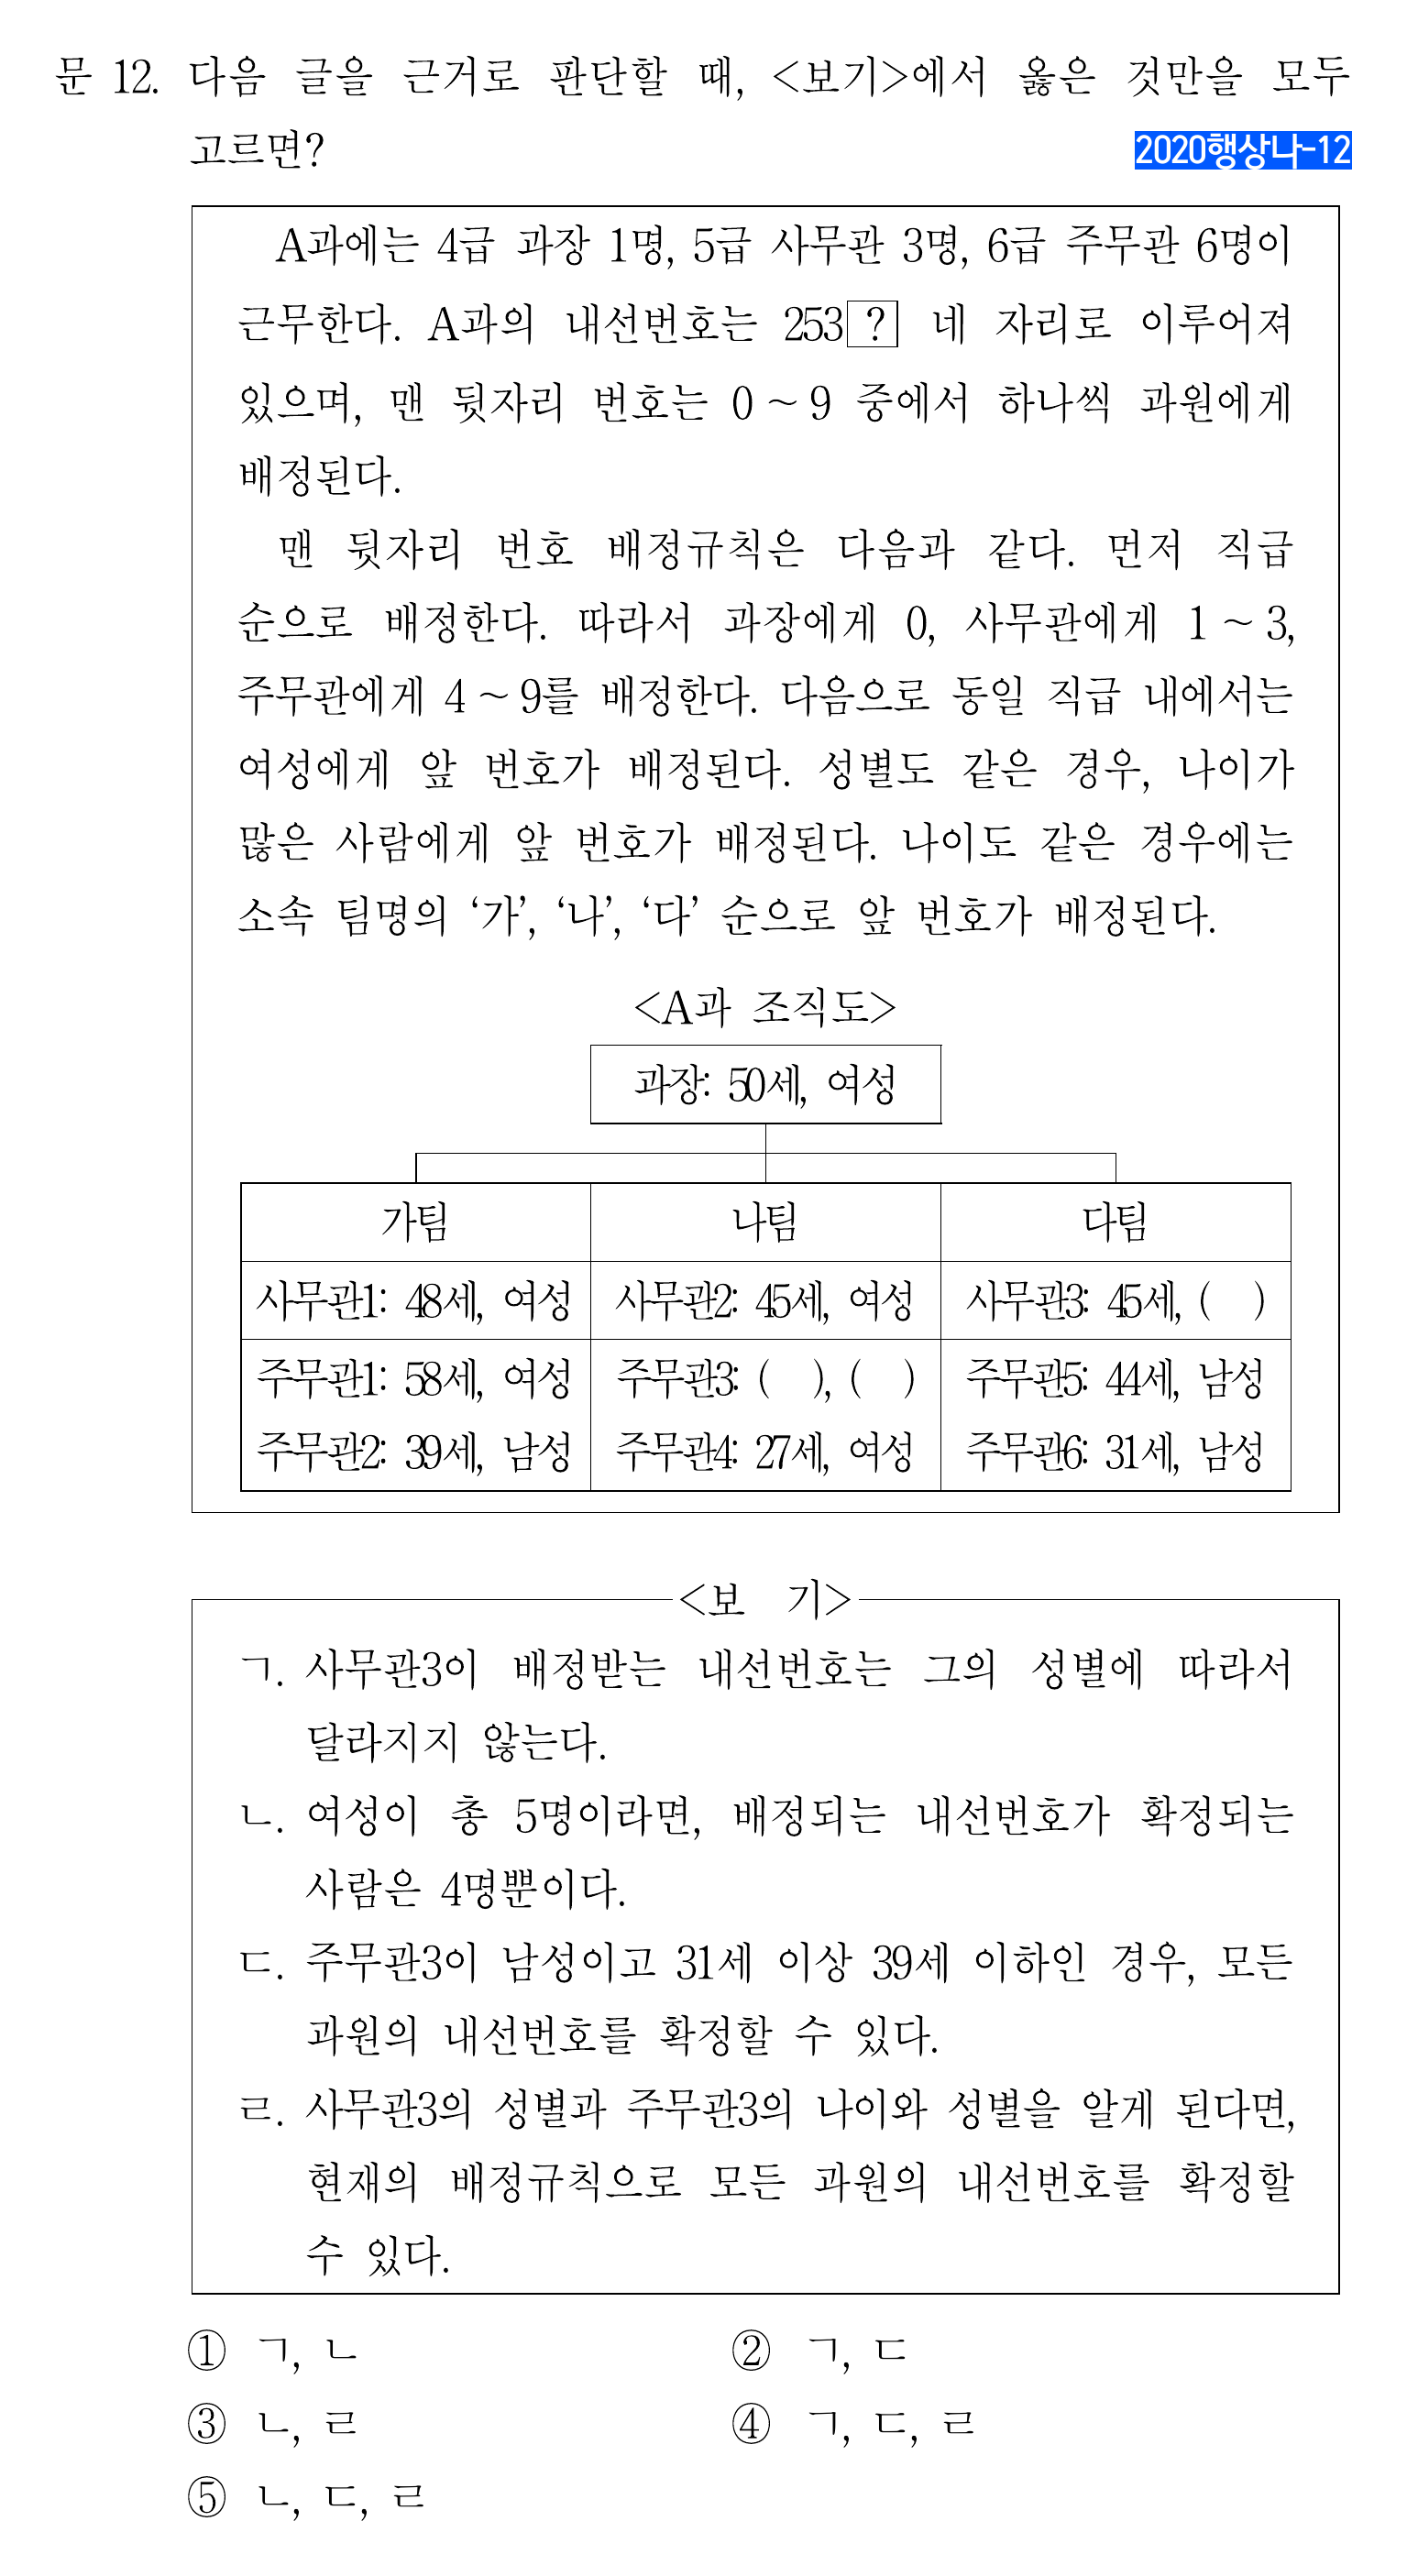 문 12. 다음 글을 근거로 판단할 때, <보기>에서 옳은 것만을 모두
고르면?
2020행상나-12
A과에는 4급 과장 1명, 5급 사무관 3명, 6급 주무관 6명이
근무한다. A과의 내선번호는 253? 네 자리로 이루어져
있으며, 맨 뒷자리 번호는 0 ~ 9 중에서 하나씩 과원에게
배정된다.
맨 뒷자리 번호 배정규칙은 다음과 같다. 먼저 직급
순으로 배정한다. 따라서 과장에게 0, 사무관에게 1 ~ 3,
주무관에게 4 ~ 9를 배정한다. 다음으로 동일 직급 내에서는
여성에게 앞 번호가 배정된다. 성별도 같은 경우, 나이가
많은 사람에게 앞 번호가 배정된다. 나이도 같은 경우에는
소속 팀명의 ‘가’, ‘나’, ‘다’ 순으로 앞 번호가 배정된다.
<A과 조직도>
과장: 50세, 여성
가팀 나팀 다팀
사무관1: 48세, 여성 사무관2: 45세, 여성 사무관3: 45세, ( )
주무관1: 58세, 여성 주무관3: ( ), ( ) 주무관5: 44세, 남성
주무관2: 39세, 남성 주무관4: 27세, 여성 주무관6: 31세, 남성
<보 기>
ㄱ. 사무관3이 배정받는 내선번호는 그의 성별에 따라서
달라지지 않는다.
ㄴ. 여성이 총 5명이라면, 배정되는 내선번호가 확정되는
사람은 4명뿐이다.
ㄷ. 주무관3이 남성이고 31세 이상 39세 이하인 경우, 모든
과원의 내선번호를 확정할 수 있다.
ㄹ. 사무관3의 성별과 주무관3의 나이와 성별을 알게 된다면,
현재의 배정규칙으로 모든 과원의 내선번호를 확정할
수 있다.
① ㄱ, ㄴ ② ㄱ, ㄷ
③ ㄴ, ㄹ ④ ㄱ, ㄷ, ㄹ
⑤ ㄴ, ㄷ, ㄹ